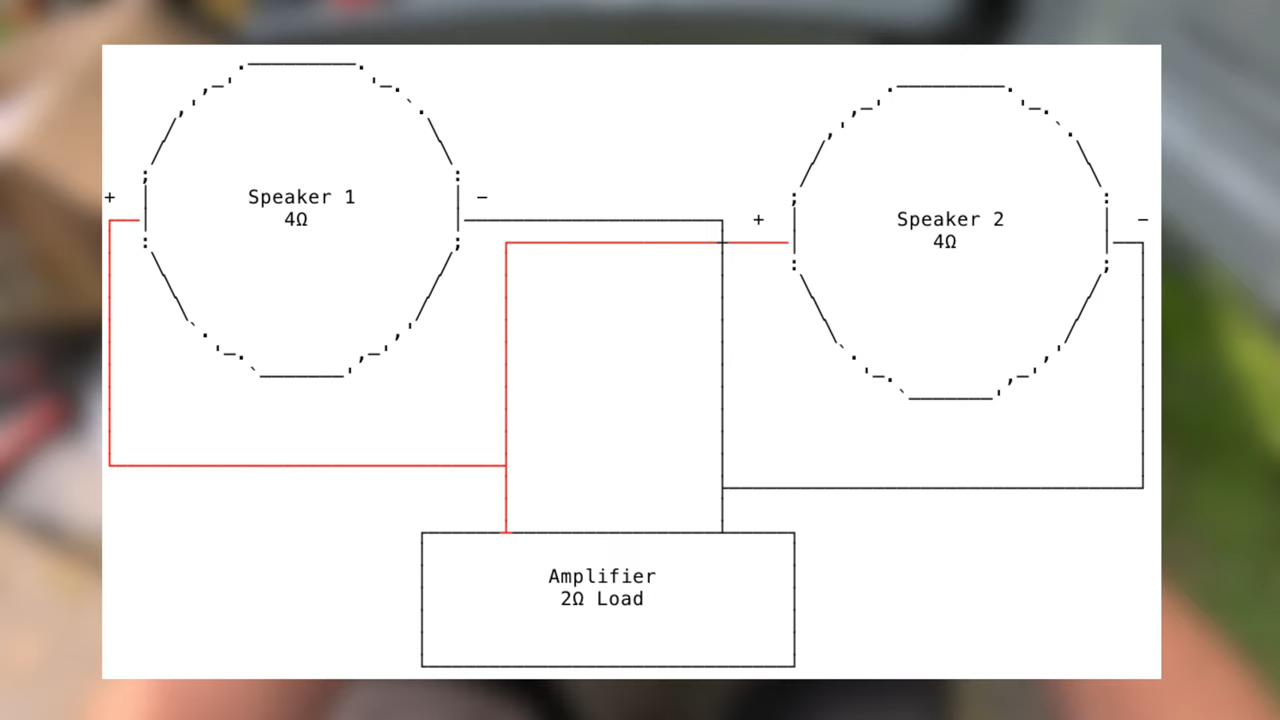 +
Speaker 1
4Ω
−
+
Speaker 2
4Ω
−
Amplifier
2Ω Load